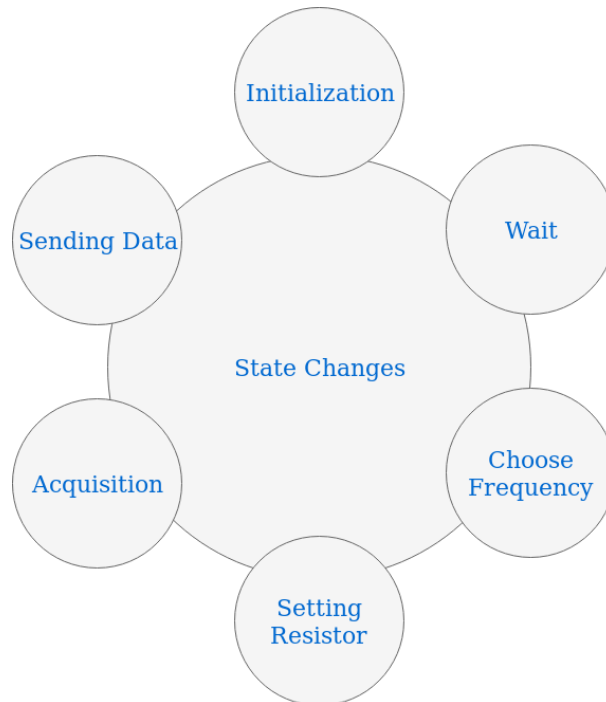 Initialization
Wait
Sending Data
State Changes
Choose
Frequency
Acquisition
Setting
Resistor